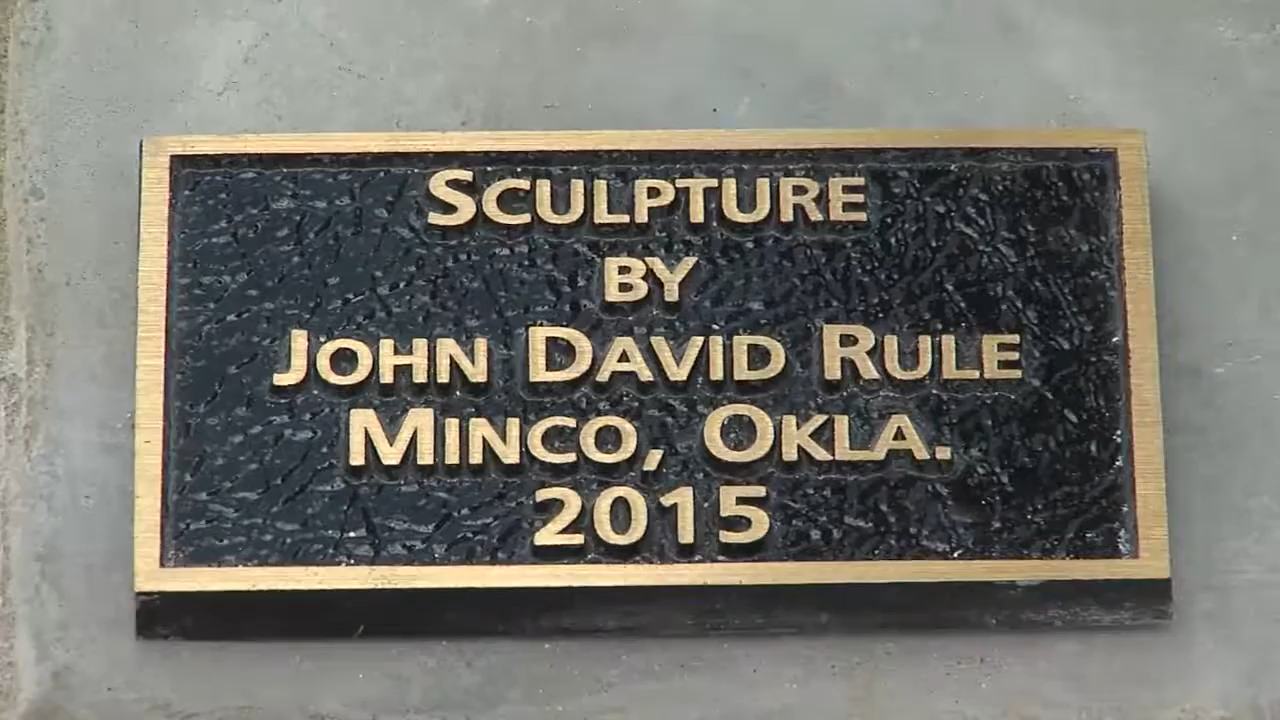 SCULPTURE
BY
JOHN DAVID RULE
MINCO, OKLA.
2015